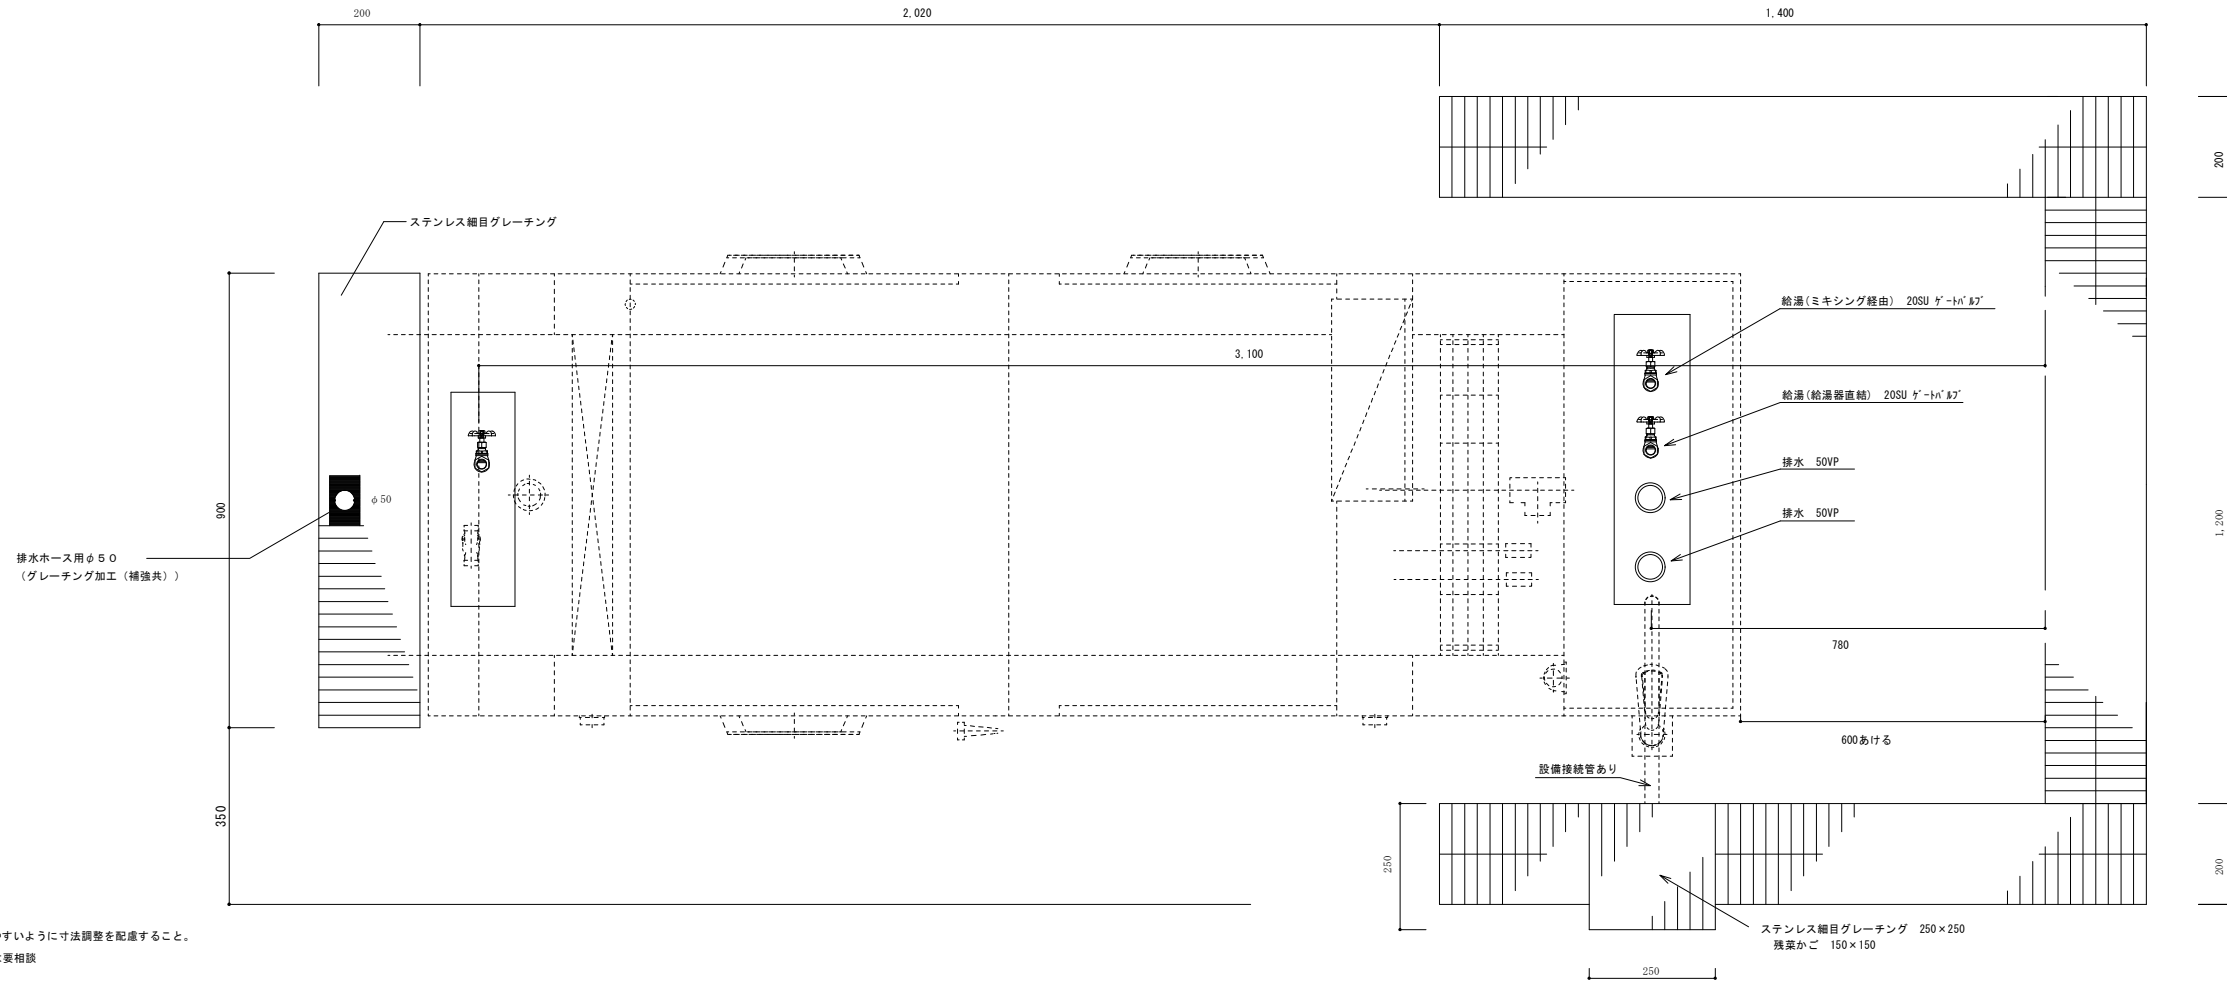 200
2,020
1,400
200
ステンレス細目グレーチング
給湯(ミキシング経由) 20SU ゲートバルブ
3,100
給湯(給湯器直結) 20SU ゲートバルブ
排水 50VP
φ50
900
排水 50VP
1,200
排水ホース用φ50
(グレーチング加工(補強共))
780
600あける
設備接続管あり
350
250
200
ステンレス細目グレーチング 250×250
残菜かご 150×150
すいように寸法調整を配慮すること。
要相談
250